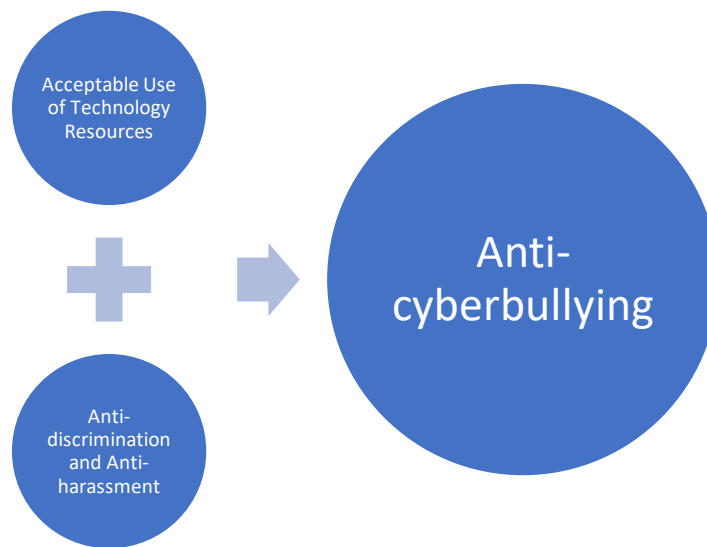 Acceptable Use
of Technology
Resources
Anti-
discrimination
and Anti-
harassment
Anti-
cyberbullying